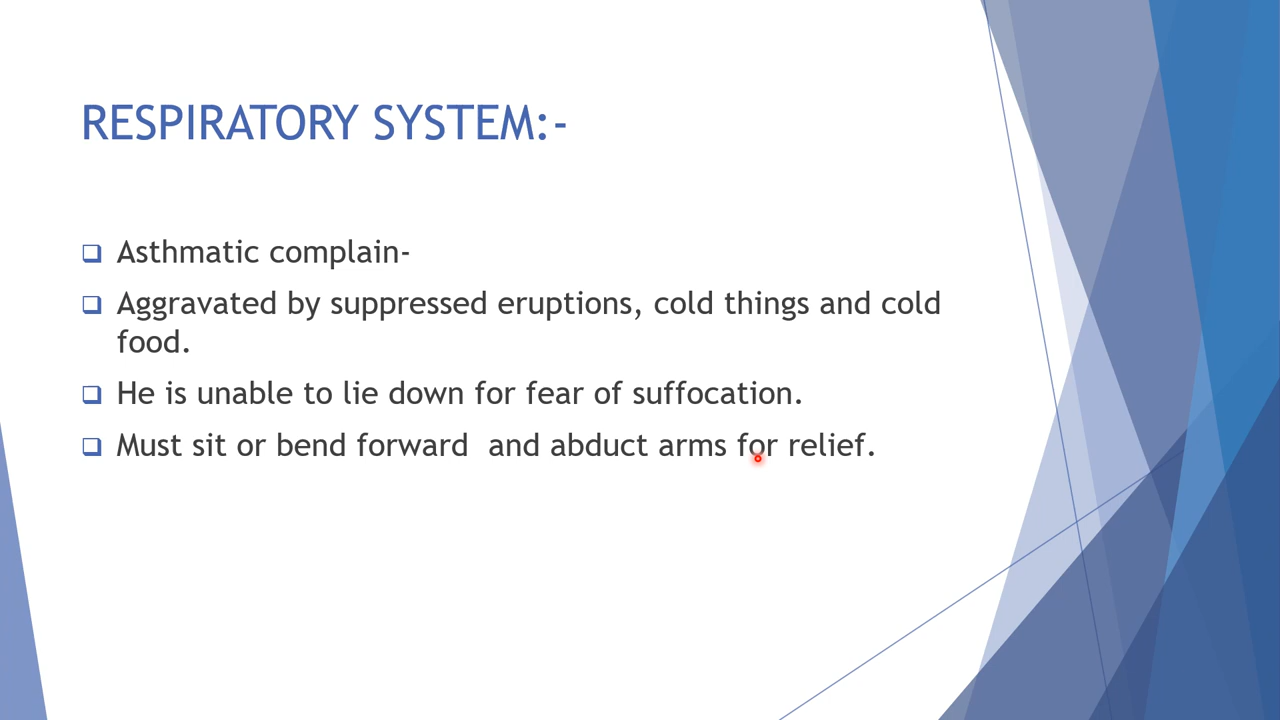 RESPIRATORY SYSTEM:-
Asthmatic complain-
Aggravated by suppressed eruptions, cold things and cold
food.
He is unable to lie down for fear of suffocation.
Must sit or bend forward  and abduct arms for relief.